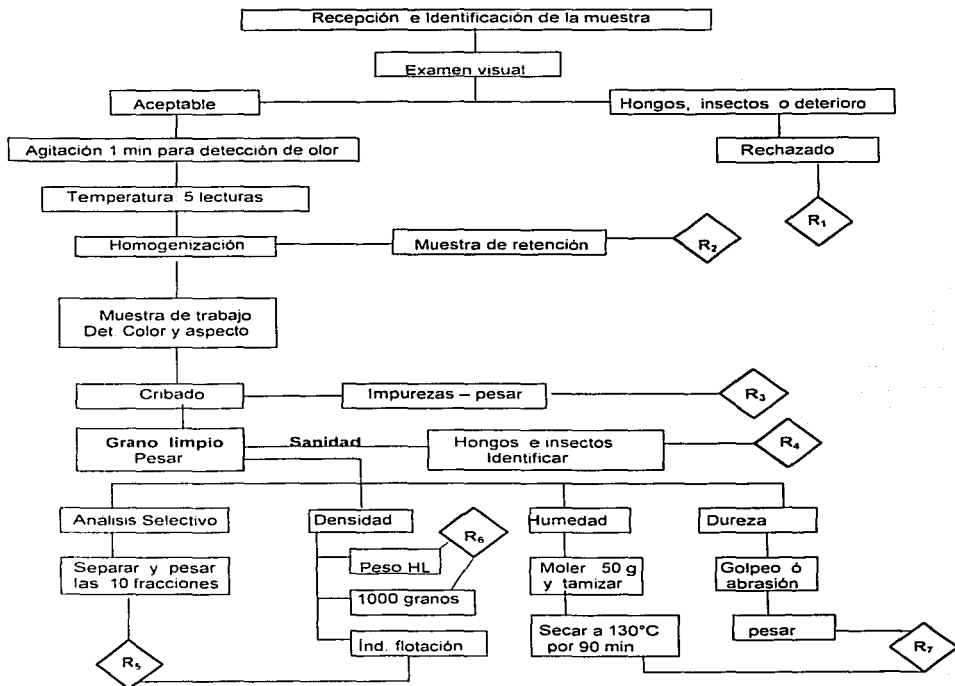 Recepción e Identificación de la muestra
Examen visual
Aceptable
Hongos, insectos o deterioro
Agitación 1 min para detección de olor
Rechazado
Temperatura 5 lecturas
R₁
Homogenización
Muestra de retención
R₂
Muestra de trabajo
Det. Color y aspecto
Cribado
Impurezas – pesar
R₃
Grano limpio
Pesar
Sanidad
Hongos e insectos
Identificar
R₄
Análisis Selectivo
Densidad
Humedad
Dureza
R₆
Separar y pesar
las 10 fracciones
Peso HL
Moler 50 g
y tamizar
Golpeo ó
abrasión
1000 granos
Índ. flotación
Secar a 130°C
por 90 min
pesar
R₅
R₇